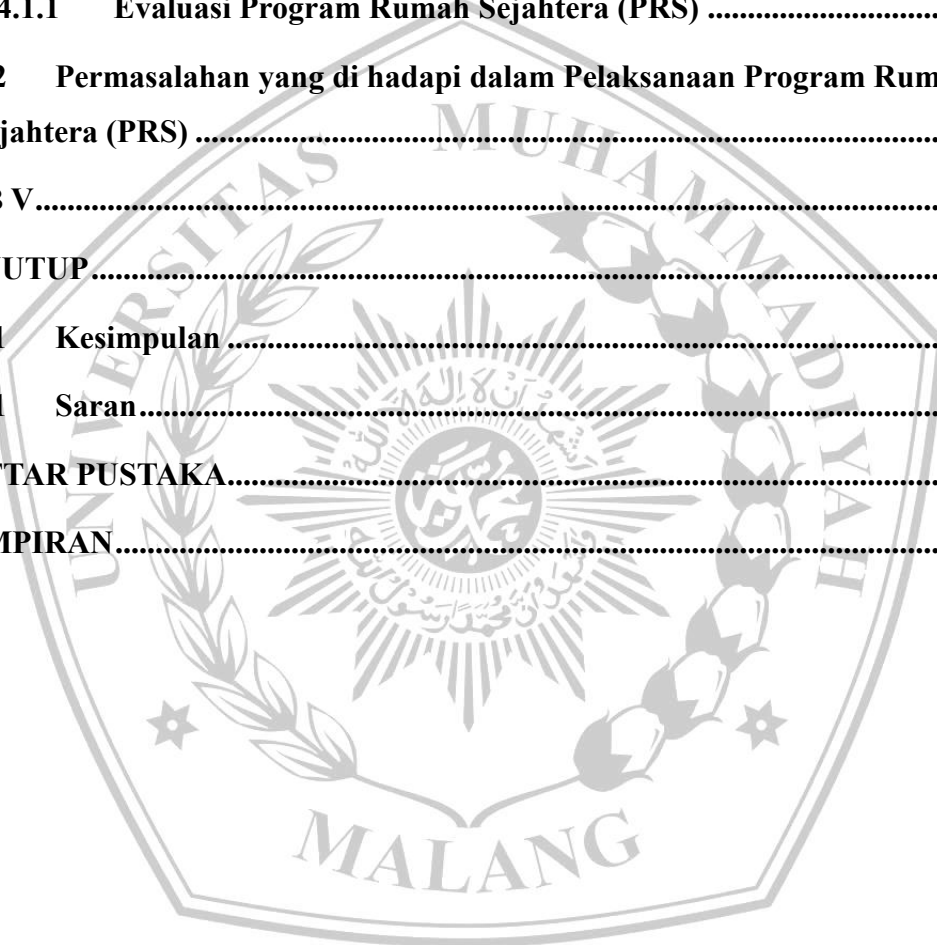 4.1.1 Evaluasi Program Rumah Sejahtera (PRS) ................................
2 Permasalahan yang di hadapi dalam Pelaksanaan Program Rum
jahtera (PRS) ................................................................................
B V................................................................................................
UTUP.............................................................................................
1 Kesimpulan .............................................................................
1 Saran........................................................................................
TAR PUSTAKA.............................................................................
MPIRAN........................................................................................
UNIVERSITAS MUHAMMADIYAH
MALANG